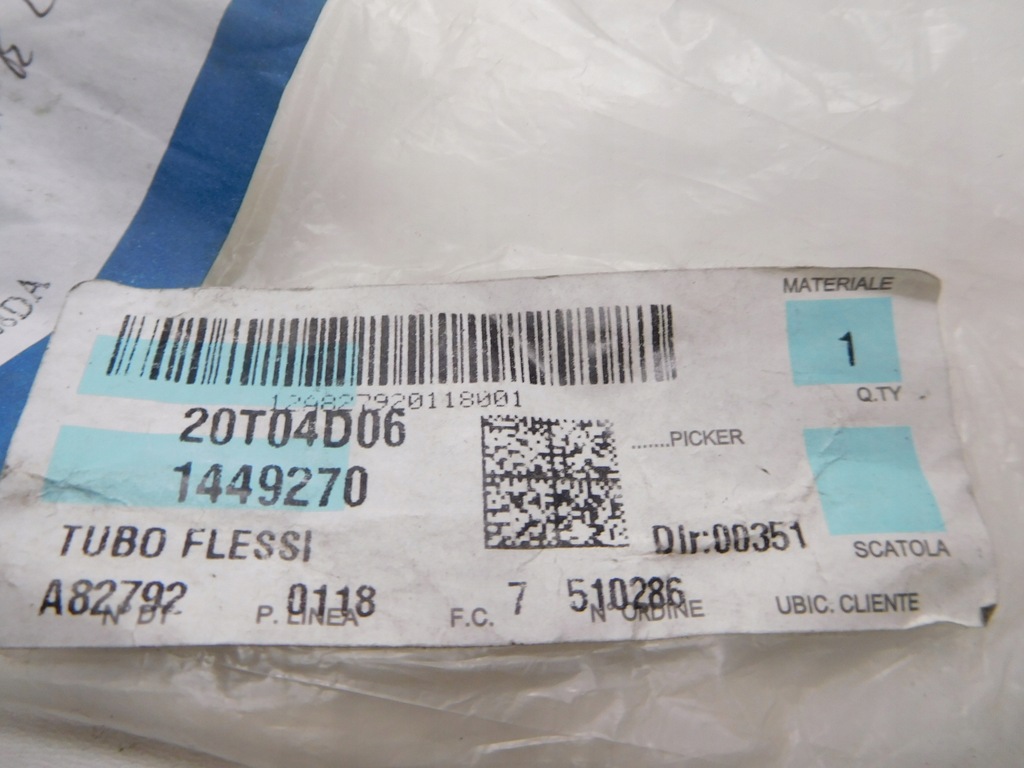 MATERIALE
1
Q.TY
12A827920118001
20T04D06
.......PICKER
1449270
TUBO FLESSI
Dir:00351
SCATOLA
A82792 0118 7 510286
N° DT P. LINEA F.C. N° ORDINE UBIC. CLIENTE